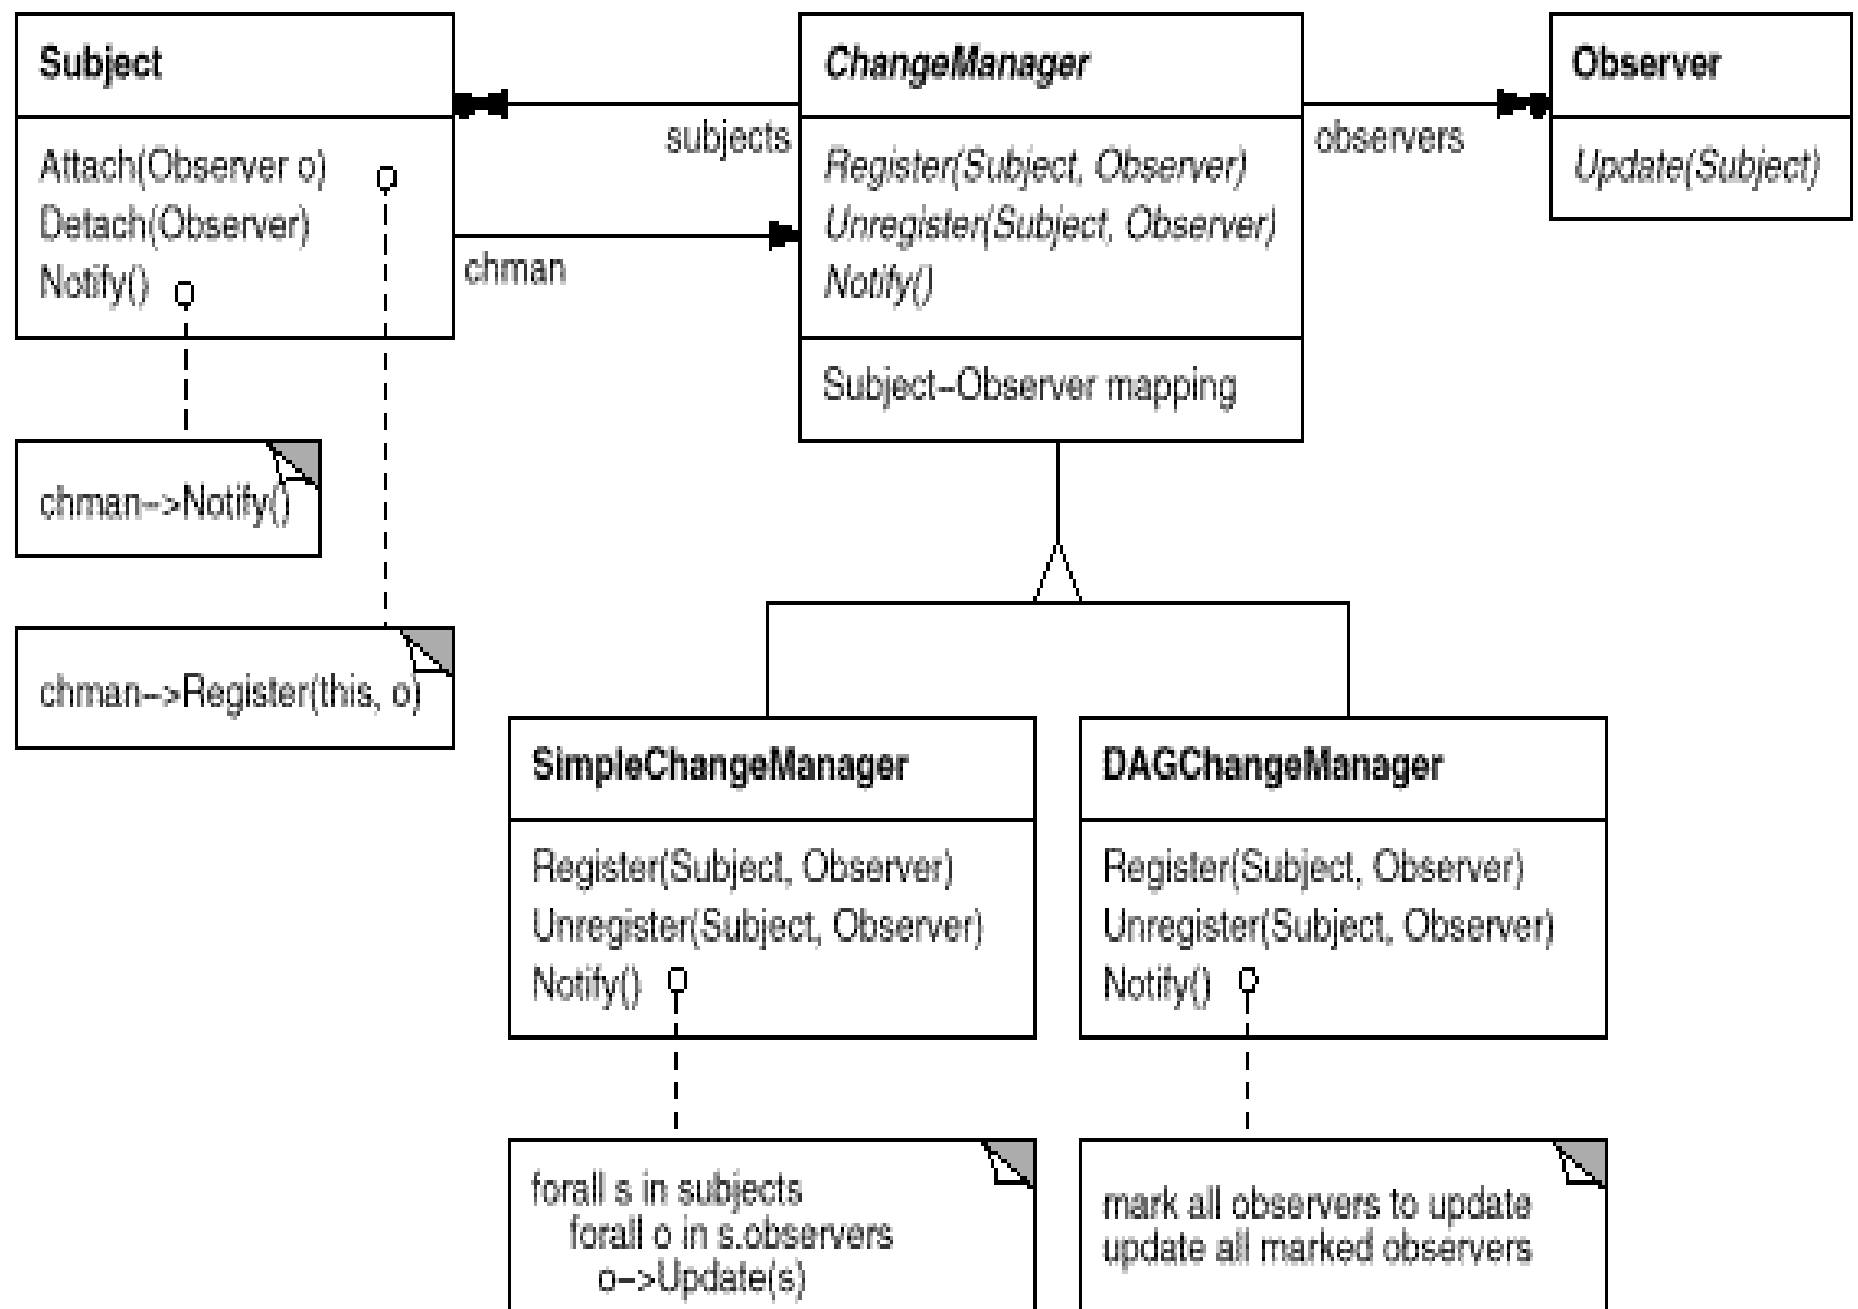 Subject
Attach(Observer o)
Detach(Observer)
Notify()
chman->Notify()
chman->Register(this, o)
subjects
chman
ChangeManager
Register(Subject, Observer)
Unregister(Subject, Observer)
Notify()
Subject-Observer mapping
observers
Observer
Update(Subject)
SimpleChangeManager
Register(Subject, Observer)
Unregister(Subject, Observer)
Notify()
forall s in subjects
forall o in s.observers
o->Update(s)
DAGChangeManager
Register(Subject, Observer)
Unregister(Subject, Observer)
Notify()
mark all observers to update
update all marked observers